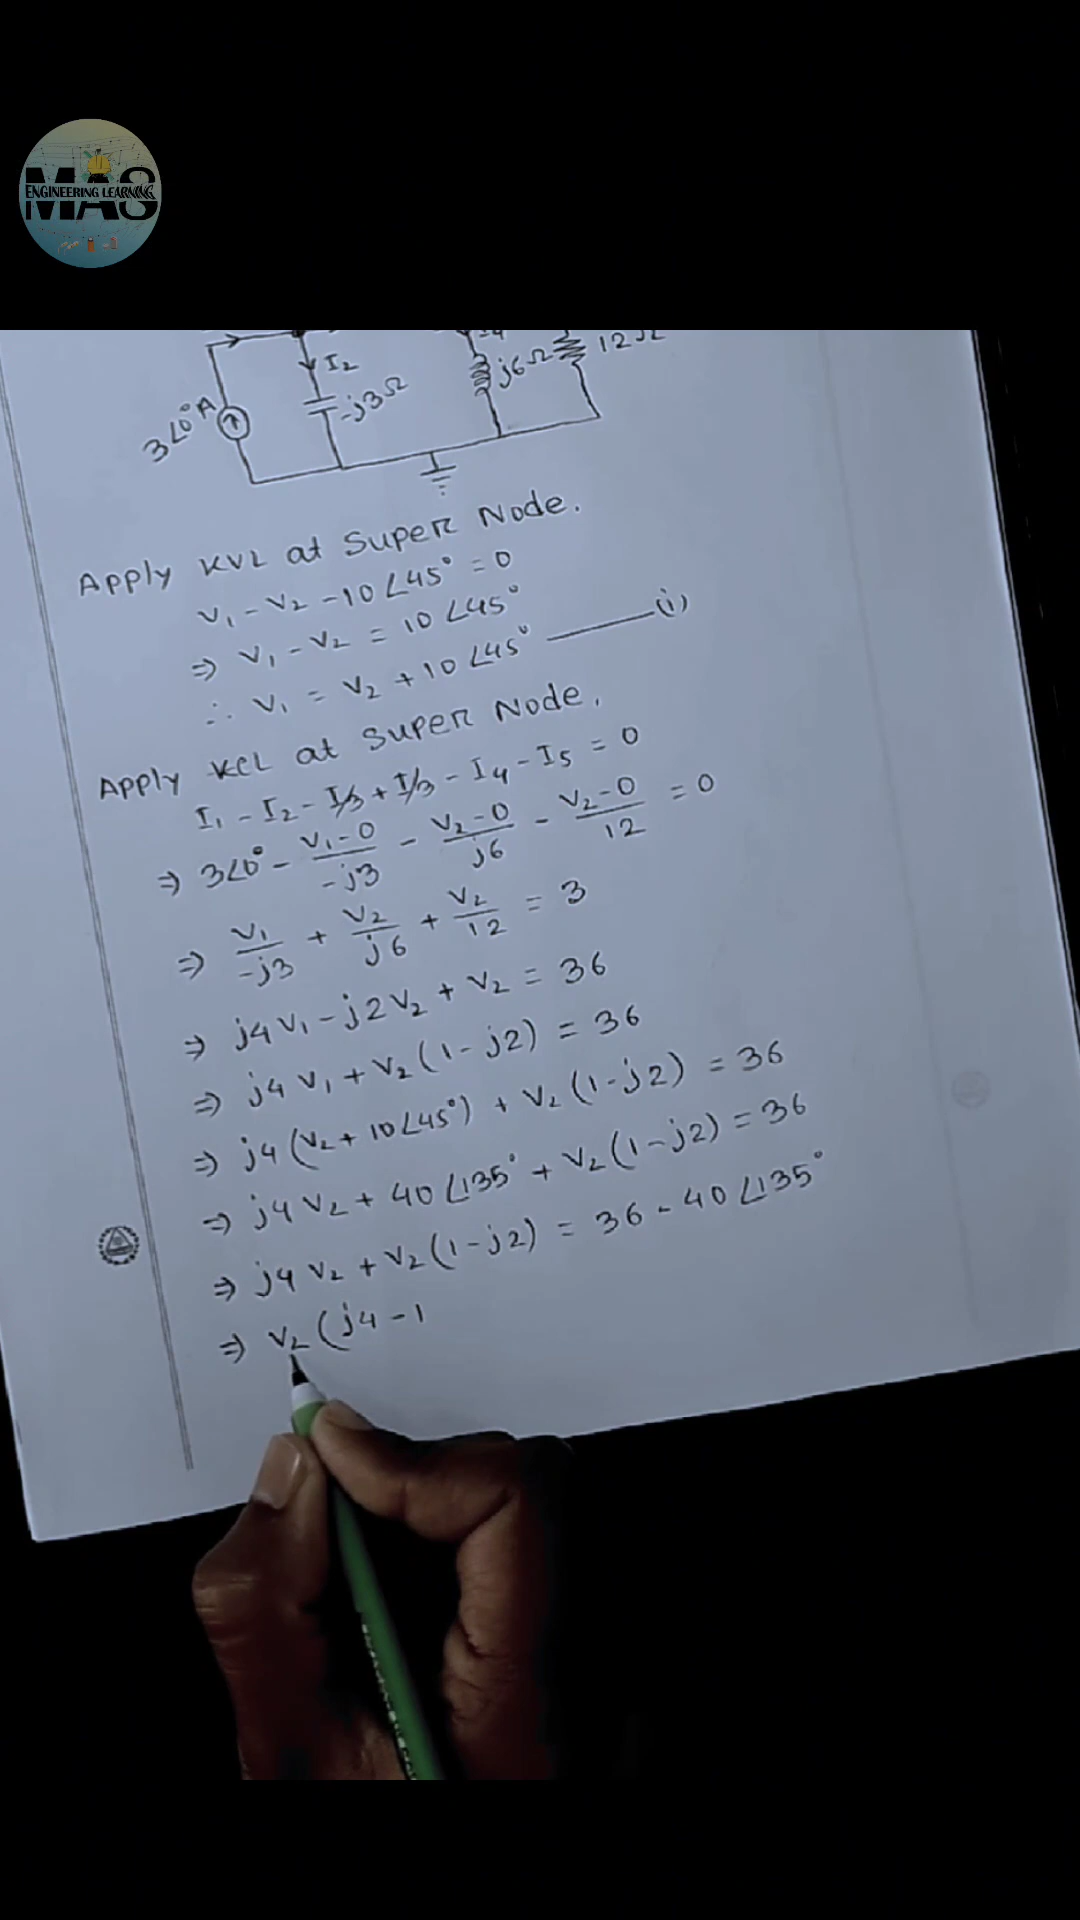 MAS
ENGINEERING LEARNING
I₂
-j3Ω
3∠0°A
j6Ω
12Ω
Apply KVL at Super Node.
V₁ - V₂ - 10∠45° = 0
⇒ V₁ - V₂ = 10∠45°
∴ V₁ = V₂ + 10∠45° ——— (i)
Apply KCL at Super Node.
I₁ - I₂ - I₃ + I₃ - I₄ - I₅ = 0
⇒ 3∠0° - (V₁-0)/(-j3) - (V₂-0)/(j6) - (V₂-0)/12 = 0
⇒ V₁/(-j3) + V₂/(j6) + V₂/12 = 3
⇒ j4V₁ - j2V₂ + V₂ = 36
⇒ j4V₁ + V₂(1-j2) = 36
⇒ j4(V₂ + 10∠45°) + V₂(1-j2) = 36
⇒ j4V₂ + 40∠135° + V₂(1-j2) = 36
⇒ j4V₂ + V₂(1-j2) = 36 - 40∠135°
⇒ V₂(j4-1